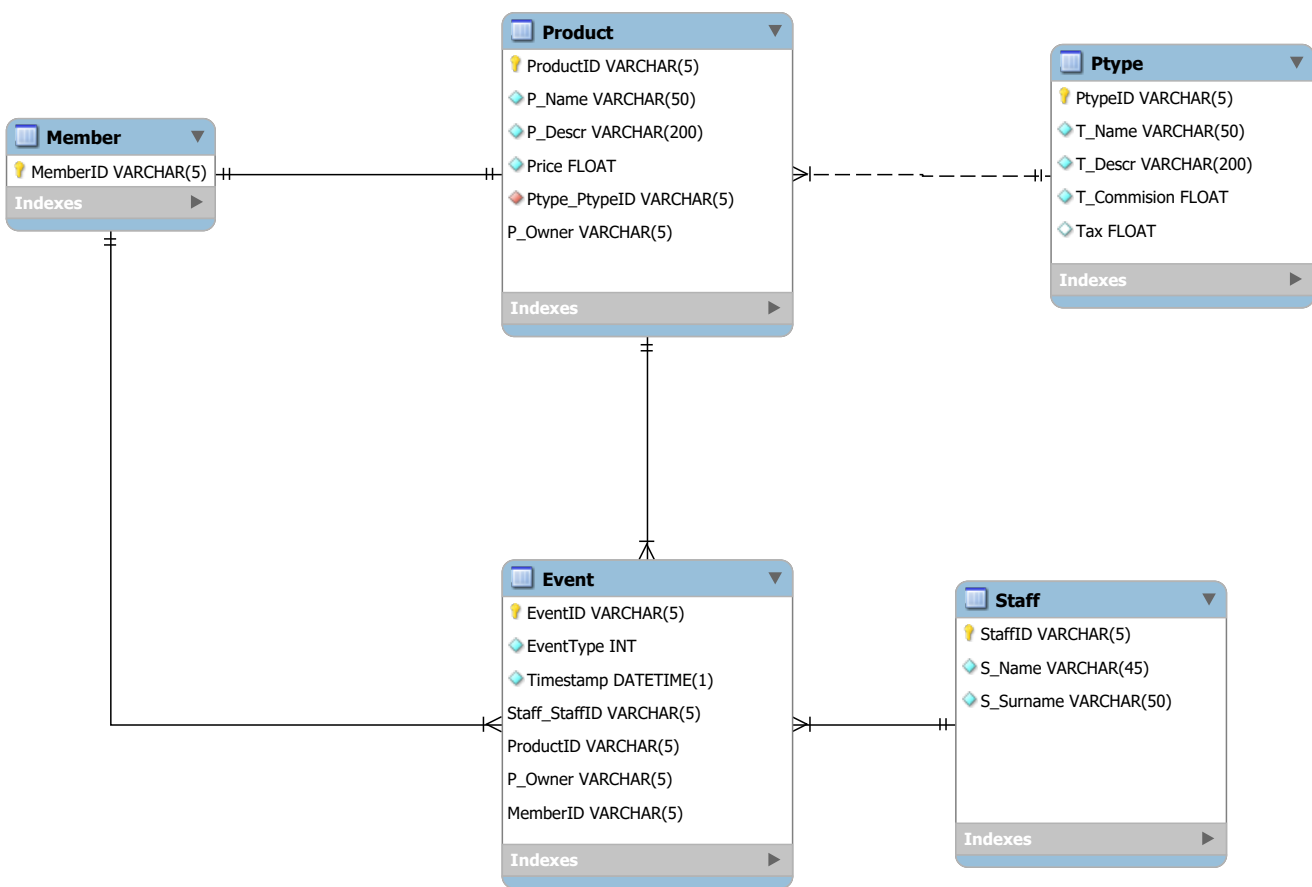 Product
ProductID VARCHAR(5)
P_Name VARCHAR(50)
P_Descr VARCHAR(200)
Price FLOAT
Ptype_PtypeID VARCHAR(5)
P_Owner VARCHAR(5)
Indexes
Ptype
PtypeID VARCHAR(5)
T_Name VARCHAR(50)
T_Descr VARCHAR(200)
T_Commision FLOAT
Tax FLOAT
Indexes
Member
MemberID VARCHAR(5)
Indexes
Event
EventID VARCHAR(5)
EventType INT
Timestamp DATETIME(1)
Staff_StaffID VARCHAR(5)
ProductID VARCHAR(5)
P_Owner VARCHAR(5)
MemberID VARCHAR(5)
Indexes
Staff
StaffID VARCHAR(5)
S_Name VARCHAR(45)
S_Surname VARCHAR(50)
Indexes